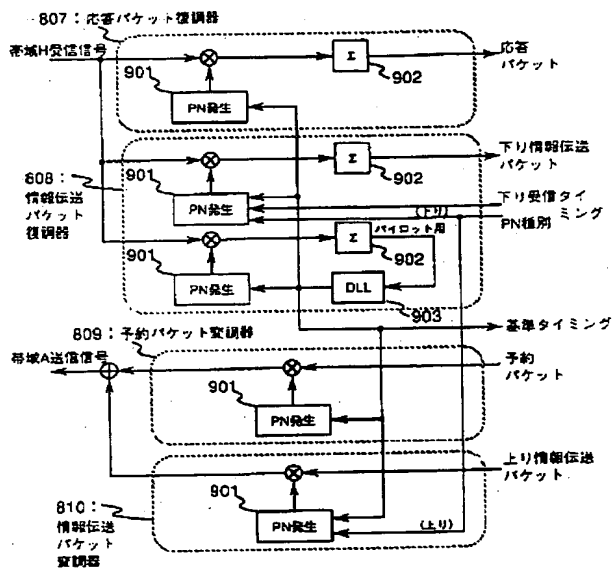 807：応答パケット復調器
帯域H受信信号
901
Σ
902
応答
パケット
PN発生
808：
情報伝送
パケット
復調器
901
Σ
902
下り情報伝送
パケット
PN発生
下り受信タイ
ミング
(上り)
PN種別
パイロット用
901
Σ
902
PN発生
DLL
903
809：予約パケット変調器
基準タイミング
帯域A送信信号
901
予約
パケット
PN発生
上り情報伝送
パケット
901
810：
情報伝送
パケット
変調器
PN発生
(上り)